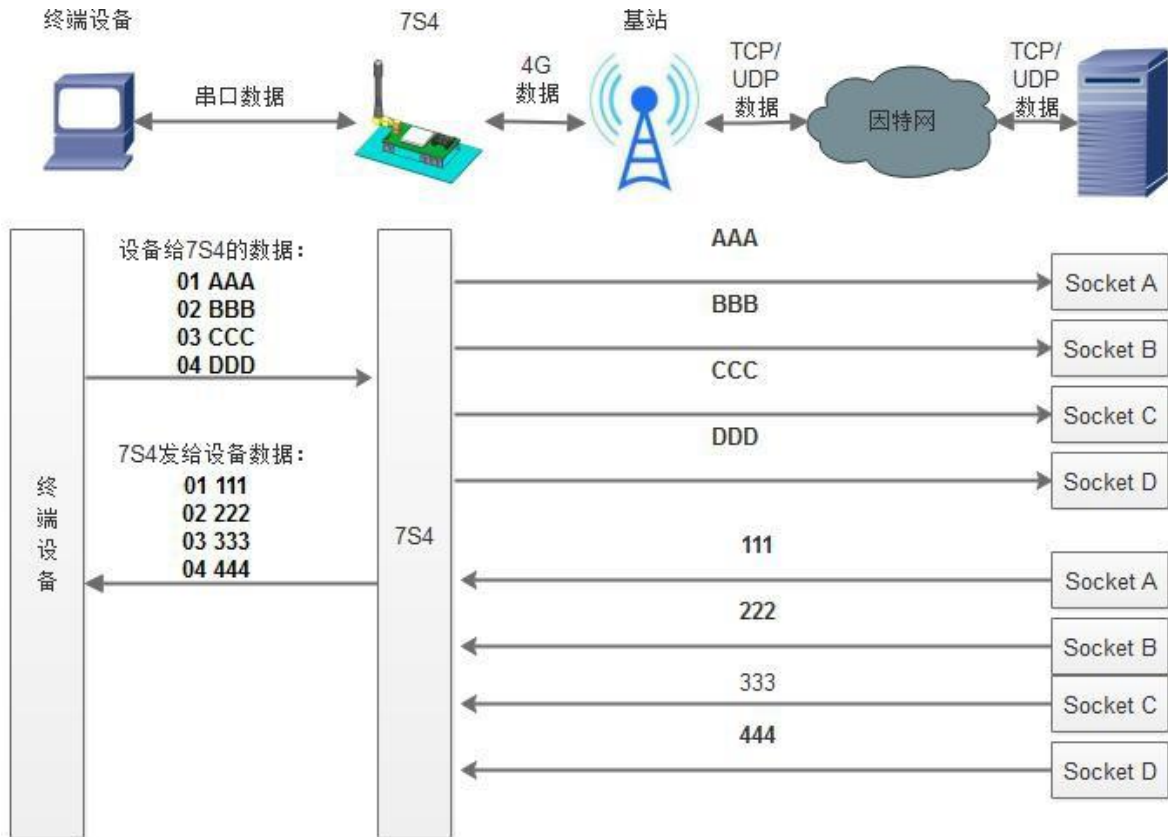 终端设备
7S4
基站
串口数据
4G
数据
TCP/
UDP
数据
因特网
TCP/
UDP
数据
设备给7S4的数据：
01 AAA
02 BBB
03 CCC
04 DDD
7S4发给设备数据：
01 111
02 222
03 333
04 444
终
端
设
备
7S4
AAA
Socket A
BBB
Socket B
CCC
Socket C
DDD
Socket D
111
Socket A
222
Socket B
333
Socket C
444
Socket D